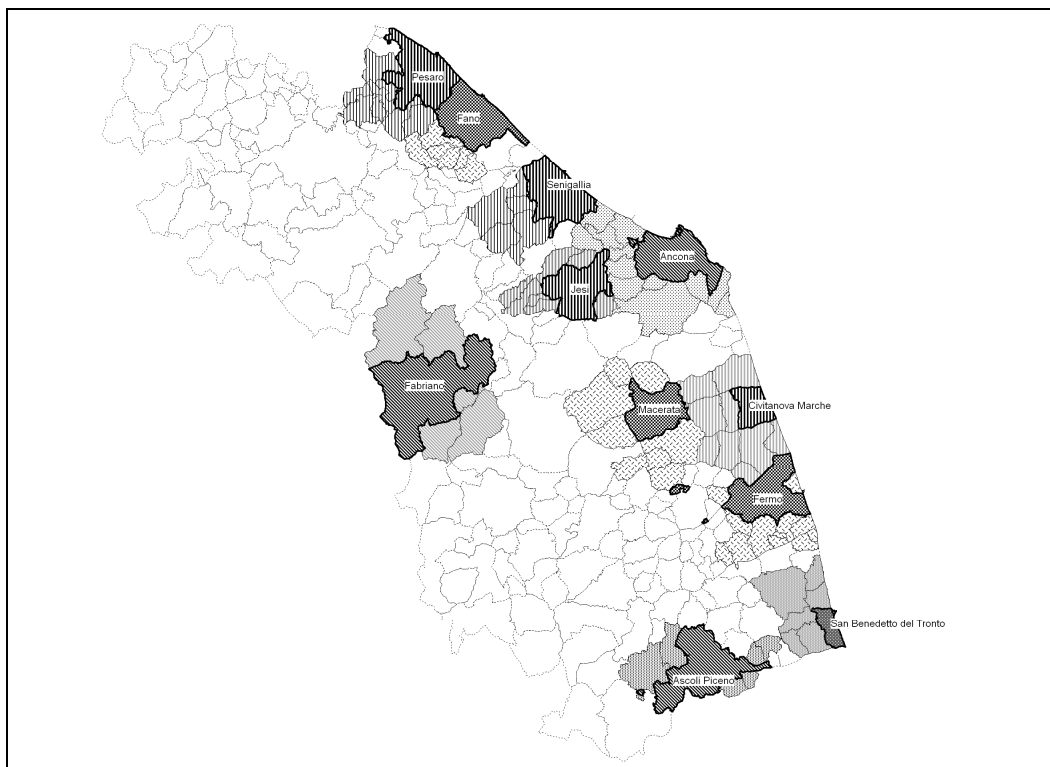 Pesaro
Fano
Senigallia
Ancona
Jesi
Fabriano
Macerata
Civitanova Marche
Fermo
San Benedetto del Tronto
Ascoli Piceno